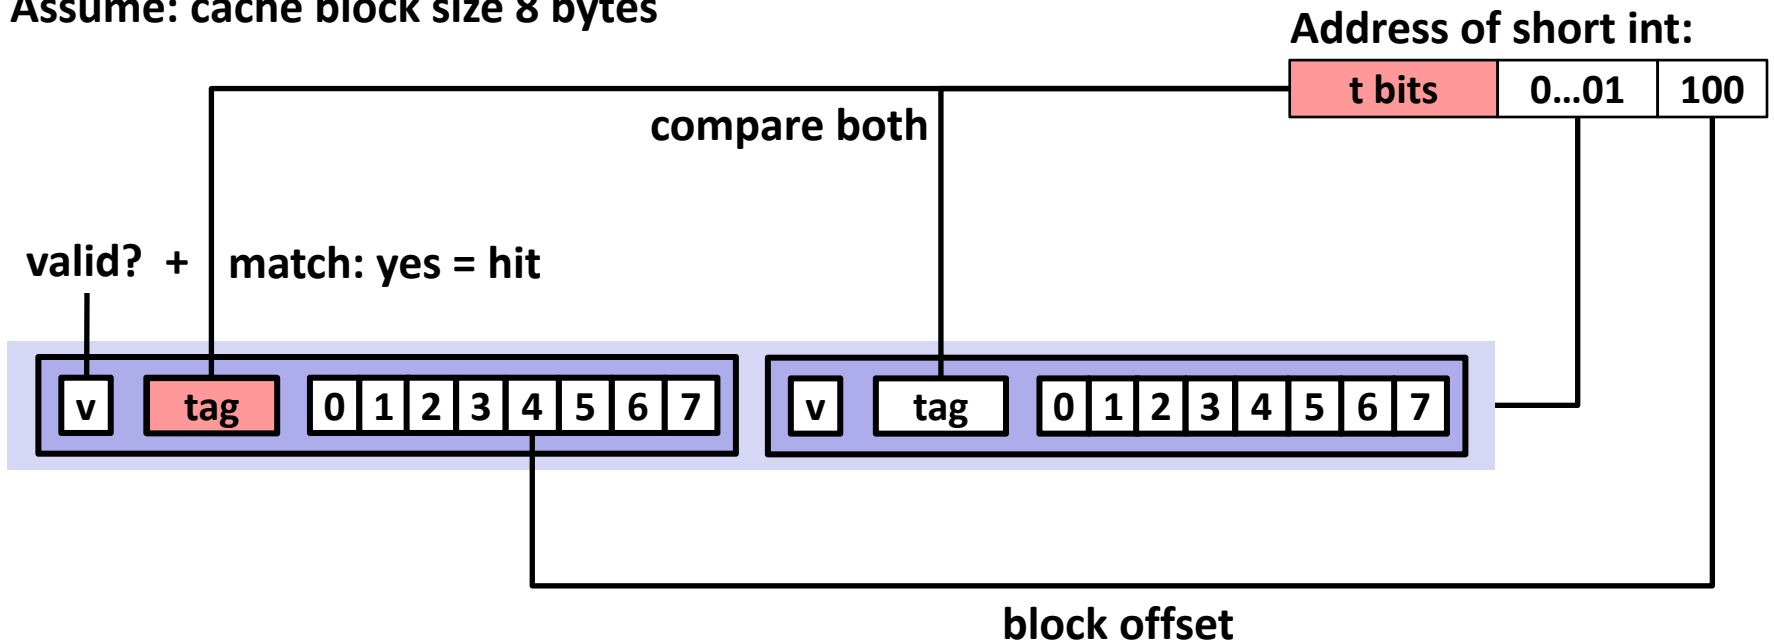 Assume: cache block size 8 bytes
Address of short int:
t bits 0...01 100
compare both
valid? + match: yes = hit
v tag 0 1 2 3 4 5 6 7 v tag 0 1 2 3 4 5 6 7
block offset